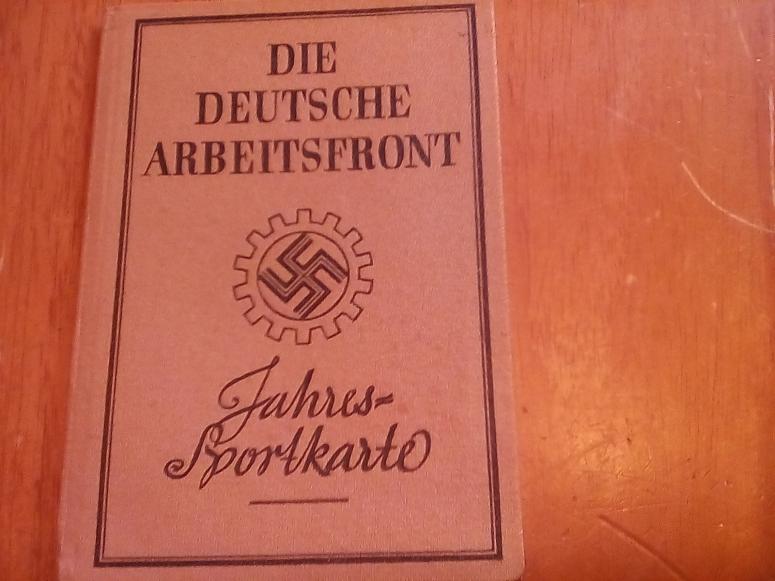 DIE
DEUTSCHE
ARBEITSFRONT
Jahres-
Sportkarte